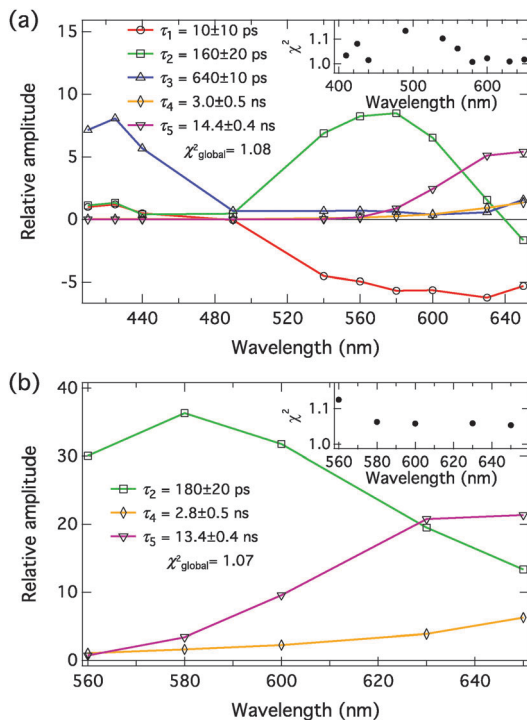 (a)
τ1 = 10±10 ps
τ2 = 160±20 ps
τ3 = 640±10 ps
τ4 = 3.0±0.5 ns
τ5 = 14.4±0.4 ns
χ²global = 1.08
Relative amplitude
15
10
5
0
-5
440
480
520
560
600
640
Wavelength (nm)
χ²
1.1
1.0
400
500
600
Wavelength (nm)
(b)
τ2 = 180±20 ps
τ4 = 2.8±0.5 ns
τ5 = 13.4±0.4 ns
χ²global = 1.07
Relative amplitude
40
30
20
10
0
560
580
600
620
640
Wavelength (nm)
χ²
1.1
1.0
560
580
600
620
640
Wavelength (nm)